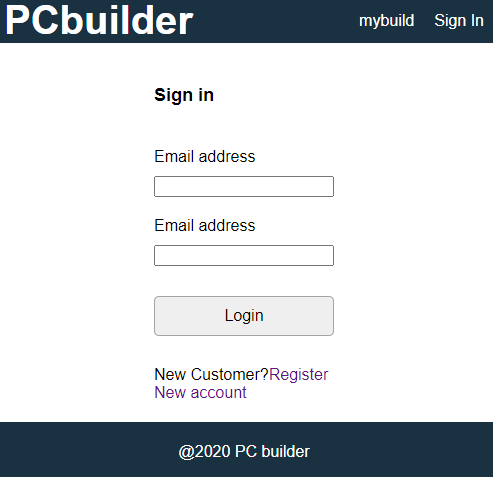 PCbuilder
mybuild Sign In
Sign in
Email address
Email address
Login
New Customer?Register
New account
@2020 PC builder